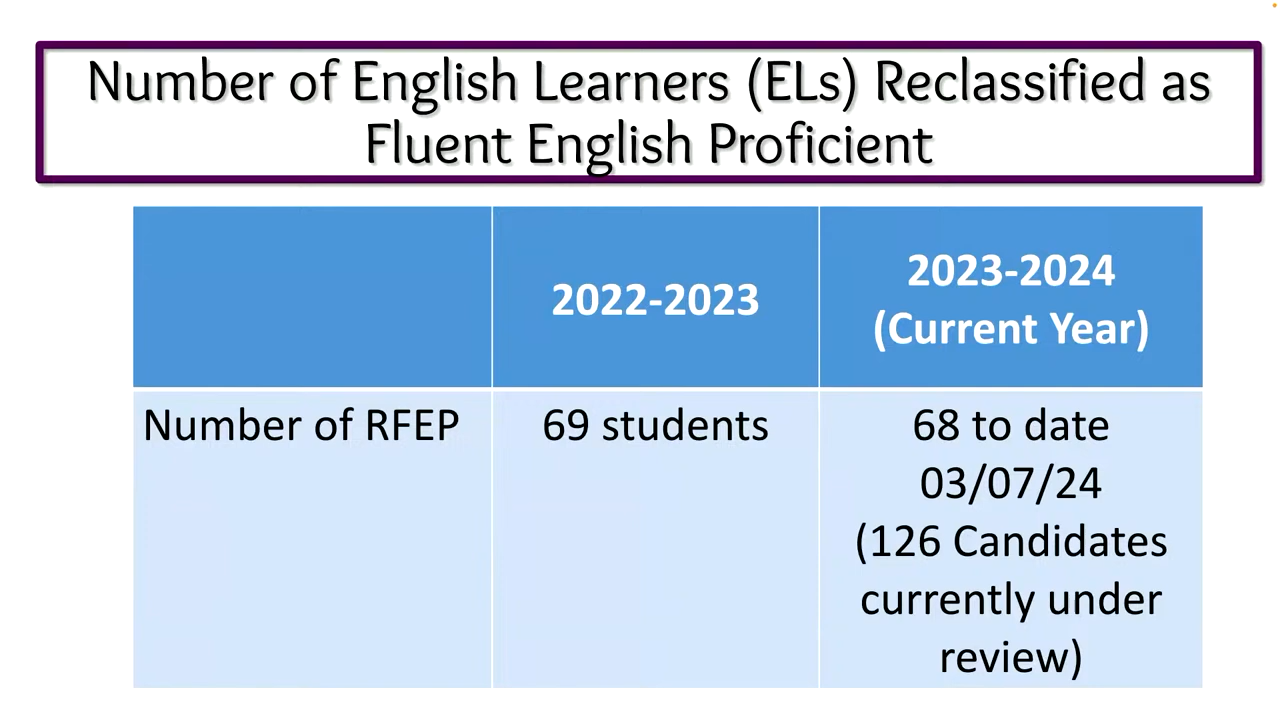 Number of English Learners (ELs) Reclassified as
Fluent English Proficient
2022-2023
2023-2024
(Current Year)
Number of RFEP
69 students
68 to date
03/07/24
(126 Candidates
currently under
review)